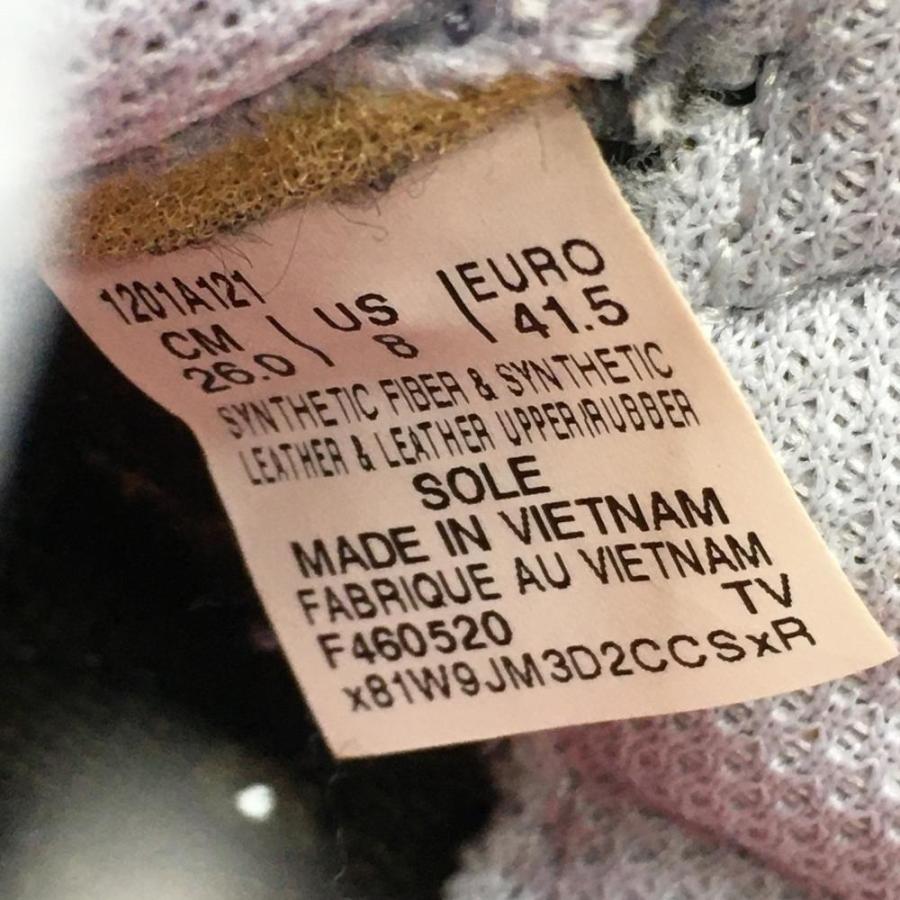 1201A121
CM | US | EURO
26.0 | 8 | 41.5
SYNTHETIC FIBER & SYNTHETIC
LEATHER & LEATHER UPPER/RUBBER
SOLE
MADE IN VIETNAM
FABRIQUE AU VIETNAM
F460520 TV
x81W9JM3D2CCSxR